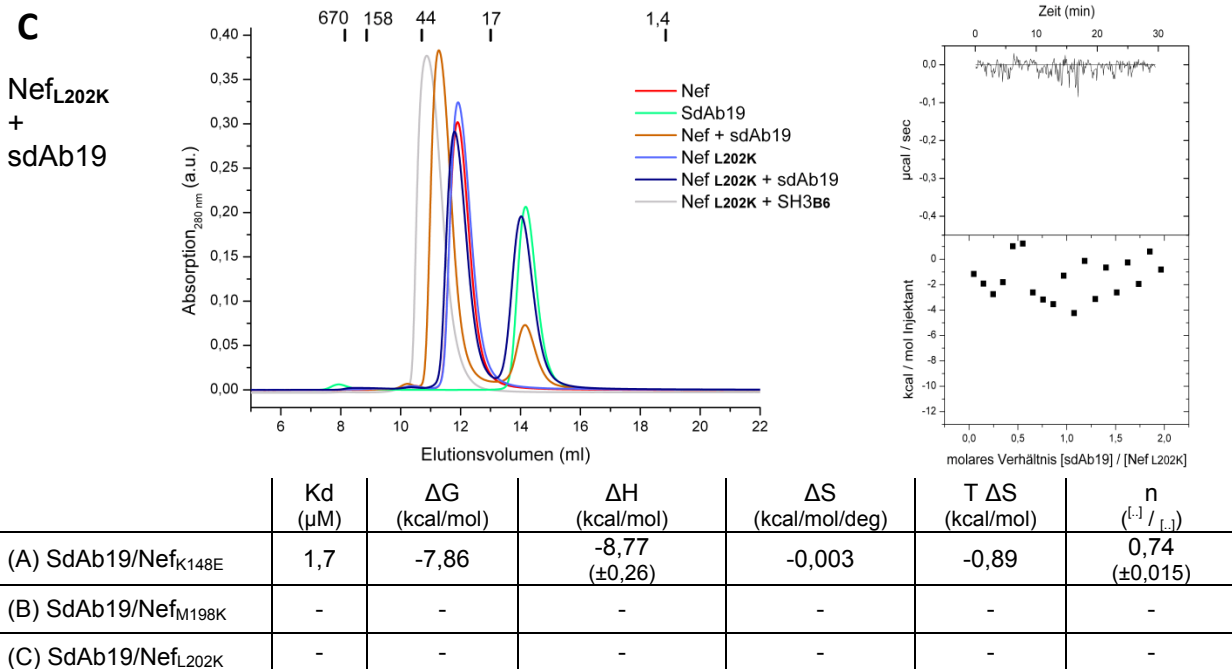 C
Nef L202K
+
sdAb19
670 158 44 17 1,4
0,40
0,35
0,30
0,25
0,20
0,15
0,10
0,05
0,00
Absorption280 nm (a.u.)
6 8 10 12 14 16 18 20 22
Elutionsvolumen (ml)
Nef
SdAb19
Nef + sdAb19
Nef L202K
Nef L202K + sdAb19
Nef L202K + SH3B6
Zeit (min)
0 10 20 30
0,0
-0,1
-0,2
-0,3
-0,4
µcal / sec
0
-2
-4
-6
-8
-10
-12
kcal / mol Injektant
0,0 0,5 1,0 1,5 2,0
molares Verhältnis [sdAb19] / [Nef L202K]
Kd ΔG ΔH ΔS T ΔS n
(µM) (kcal/mol) (kcal/mol) (kcal/mol/deg) (kcal/mol) ([..] / [..])
(A) SdAb19/NefK148E 1,7 -7,86 -8,77 -0,003 -0,89 0,74
(±0,26) (±0,015)
(B) SdAb19/NefM198K - - - - - -
(C) SdAb19/NefL202K - - - - - -